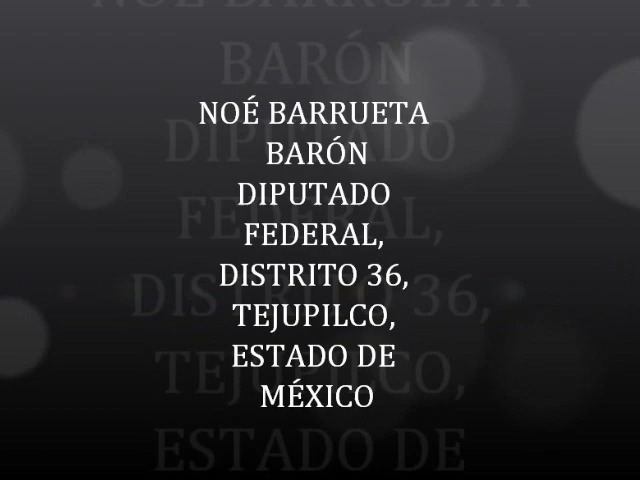 NOÉ BARRUETA
BARÓN
DIPUTADO
FEDERAL,
DISTRITO 36,
TEJUPILCO,
ESTADO DE
MÉXICO